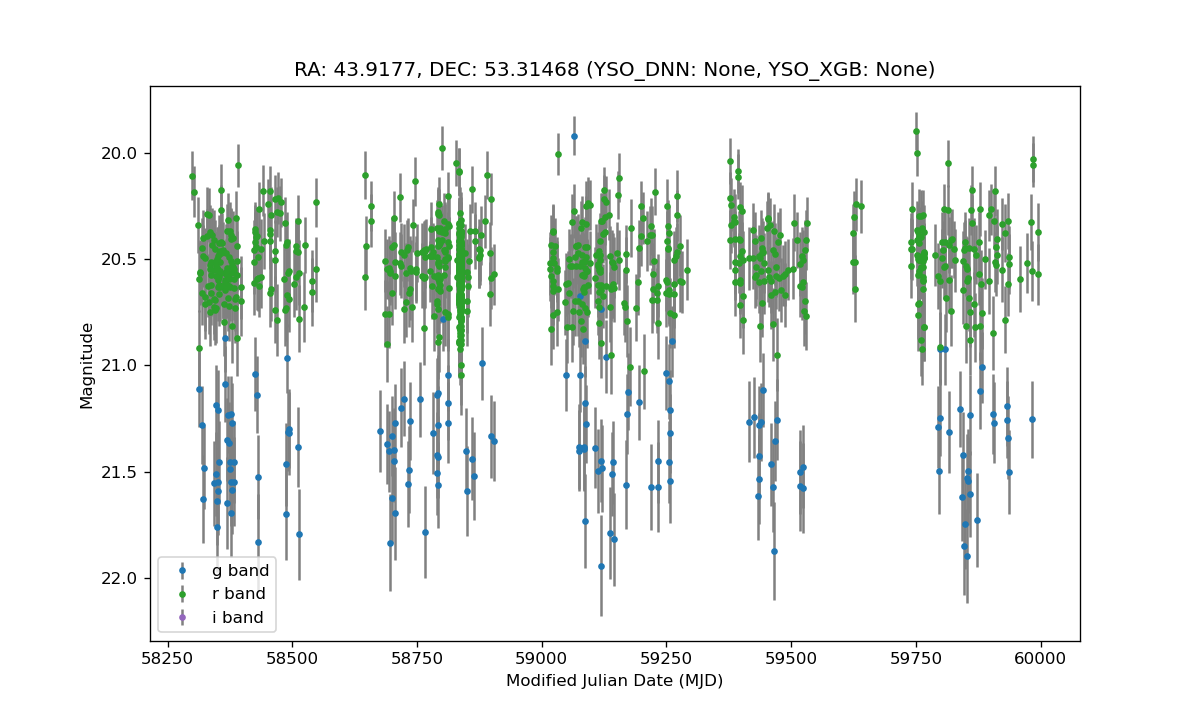 RA: 43.9177, DEC: 53.31468 (YSO_DNN: None, YSO_XGB: None)
Magnitude
20.0
20.5
21.0
21.5
22.0
g band
r band
i band
58250 58500 58750 59000 59250 59500 59750 60000
Modified Julian Date (MJD)